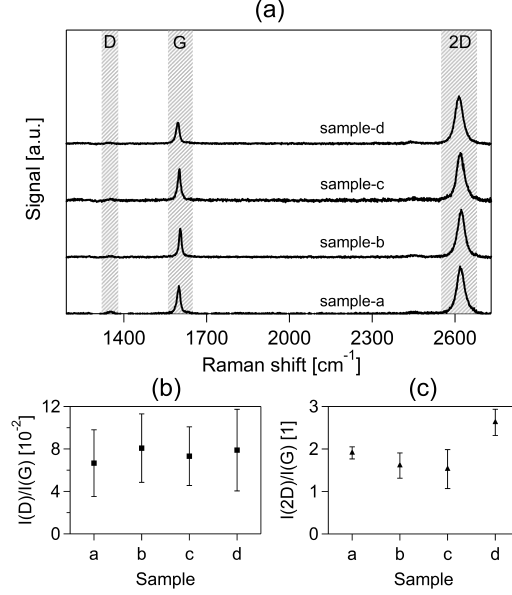 (a)
D G 2D
sample-d
sample-c
sample-b
sample-a
Signal [a.u.]
1400 1700 2000 2300 2600
Raman shift [cm⁻¹]
(b)
12
8
4
0
I(D)/I(G) [10⁻²]
a b c d
Sample
(c)
3
2
1
0
I(2D)/I(G) [1]
a b c d
Sample